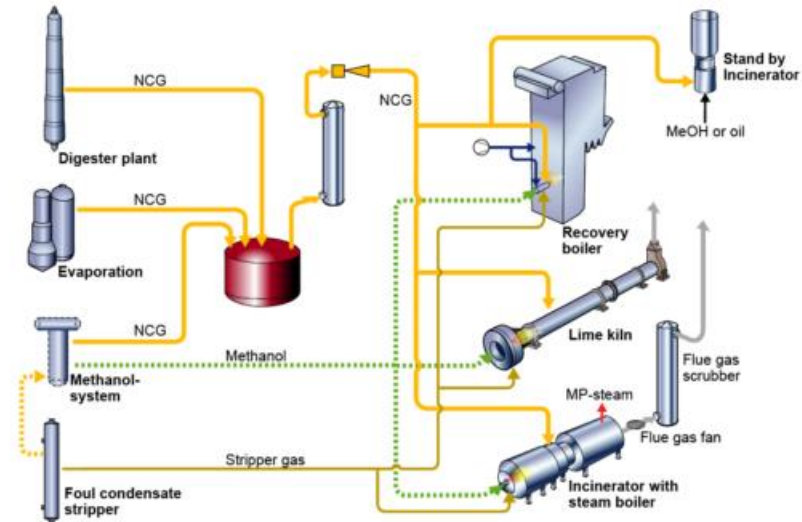 NCG
Digester plant
NCG
Evaporation
NCG
Methanol-
system
Foul condensate
stripper
NCG
Methanol
Stripper gas
Stand by
Incinerator
MeOH or oil
Recovery
boiler
Lime kiln
Flue gas
scrubber
MP-steam
Flue gas fan
Incinerator with
steam boiler